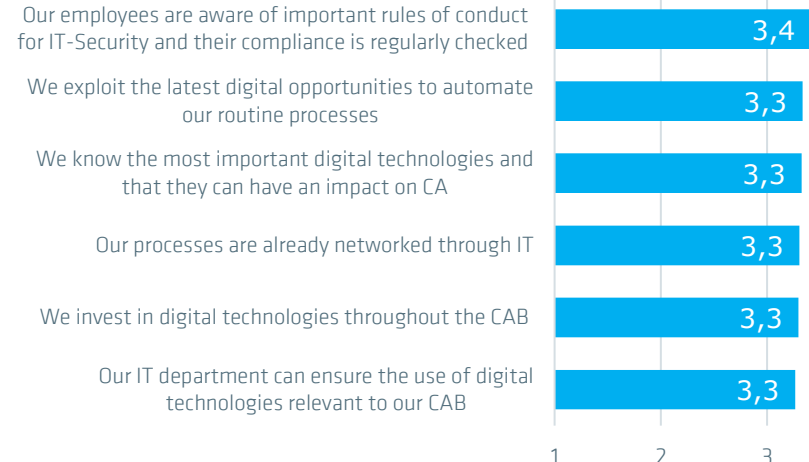 Our employees are aware of important rules of conduct
for IT-Security and their compliance is regularly checked
3,4
We exploit the latest digital opportunities to automate
our routine processes
3,3
We know the most important digital technologies and
that they can have an impact on CA
3,3
Our processes are already networked through IT
3,3
We invest in digital technologies throughout the CAB
3,3
Our IT department can ensure the use of digital
technologies relevant to our CAB
3,3
1 2 3